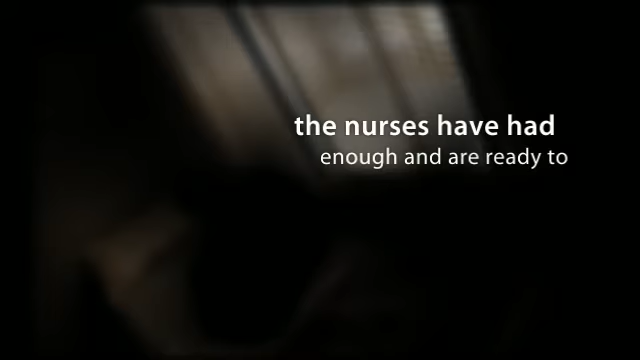 the nurses have had
enough and are ready to